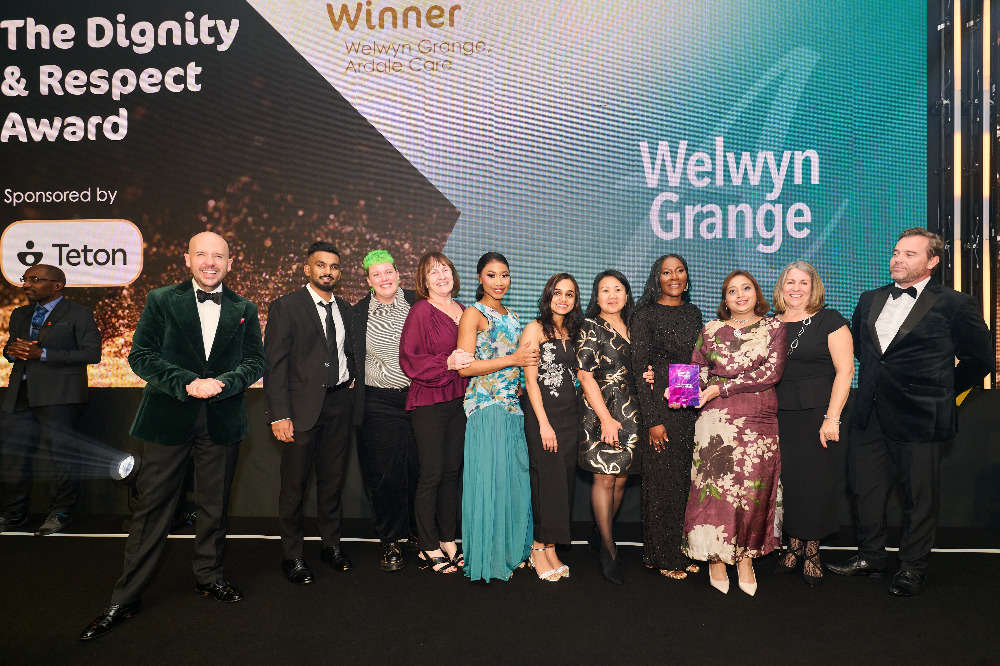 The Dignity
& Respect
Award
Sponsored by
Teton
Winner
Welwyn Grange,
Ardale Care
Welwyn
Grange